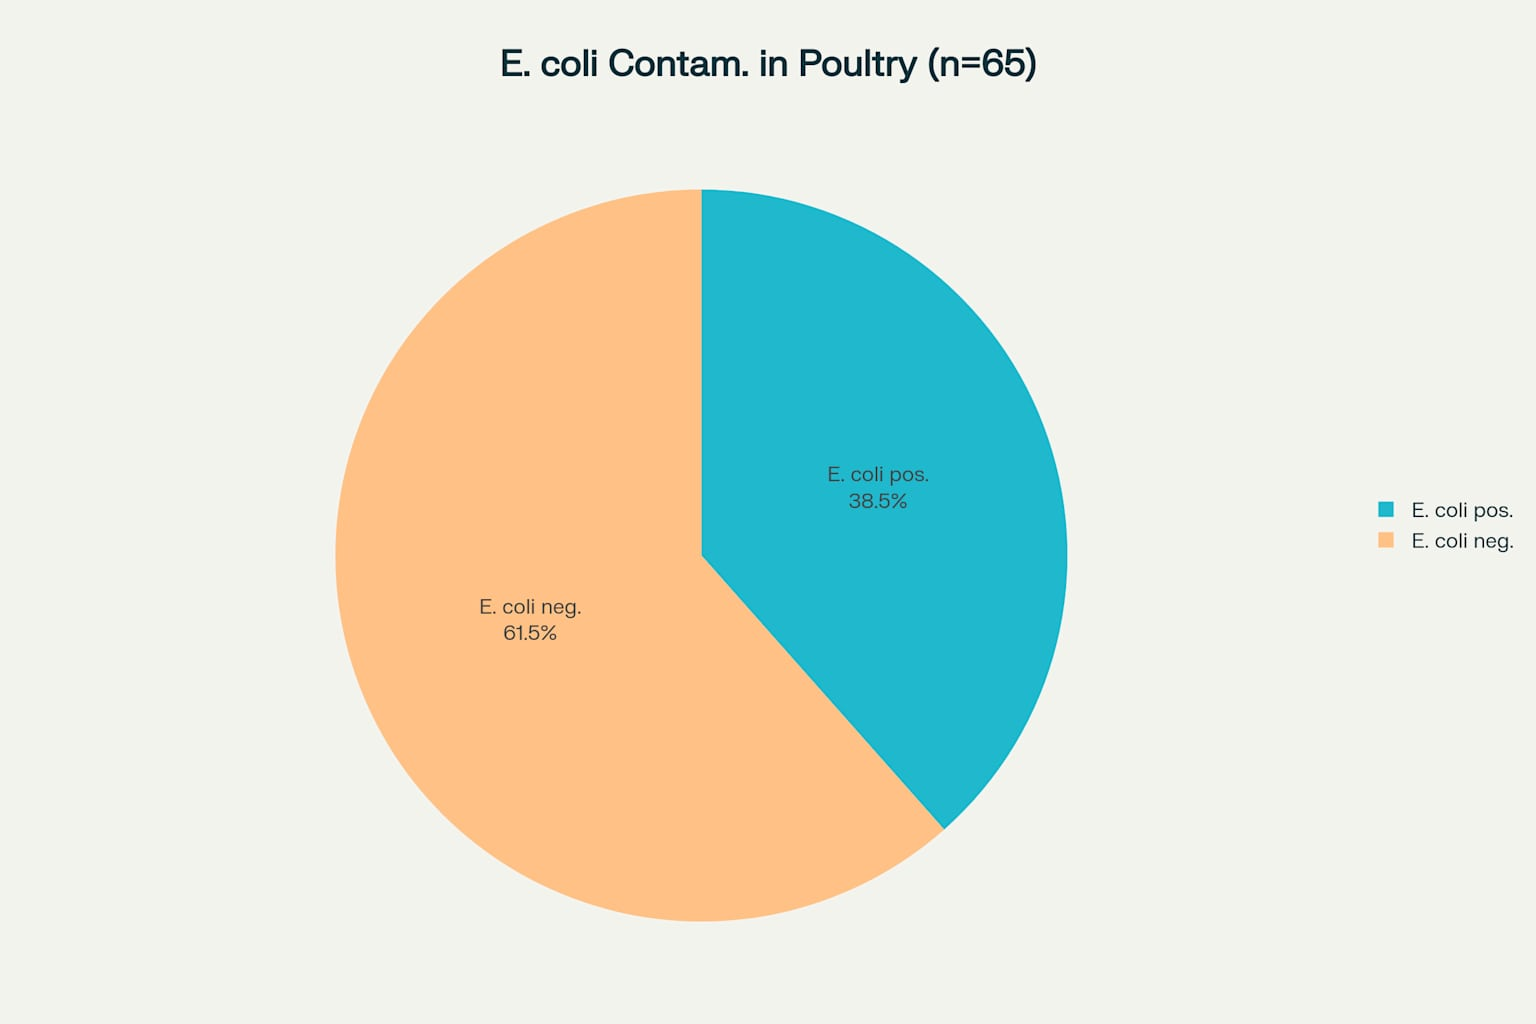 E. coli Contam. in Poultry (n=65)
E. coli pos.
38.5%
E. coli neg.
61.5%
E. coli pos.
E. coli neg.